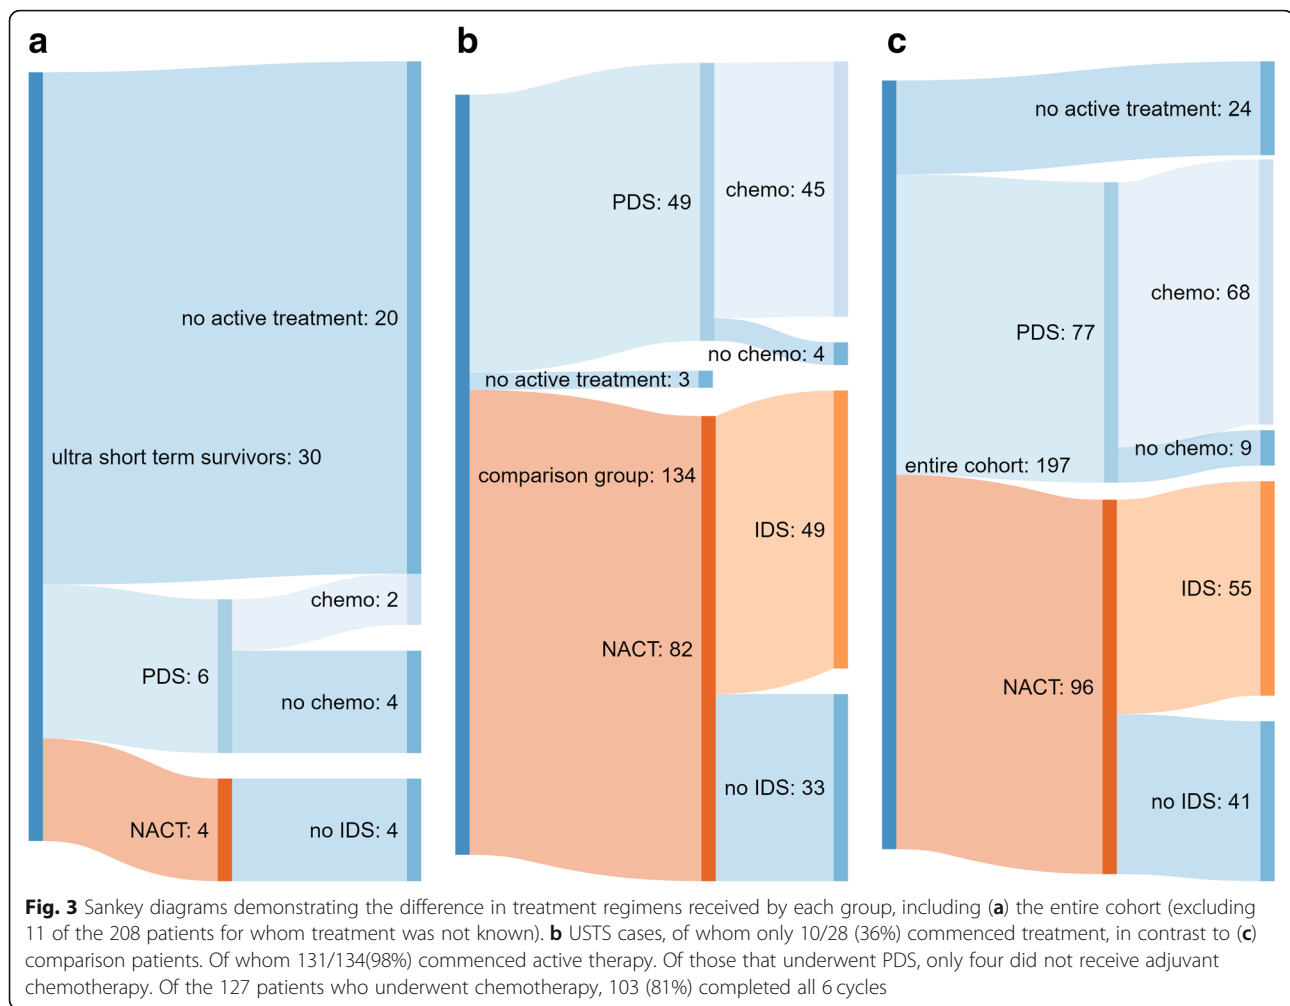 a
no active treatment: 20
ultra short term survivors: 30
chemo: 2
PDS: 6
no chemo: 4
NACT: 4
no IDS: 4
b
PDS: 49
chemo: 45
no chemo: 4
no active treatment: 3
comparison group: 134
IDS: 49
NACT: 82
no IDS: 33
c
no active treatment: 24
chemo: 68
PDS: 77
no chemo: 9
entire cohort: 197
IDS: 55
NACT: 96
no IDS: 41
Fig. 3 Sankey diagrams demonstrating the difference in treatment regimens received by each group, including (a) the entire cohort (excluding
11 of the 208 patients for whom treatment was not known). b USTS cases, of whom only 10/28 (36%) commenced treatment, in contrast to (c)
comparison patients. Of whom 131/134(98%) commenced active therapy. Of those that underwent PDS, only four did not receive adjuvant
chemotherapy. Of the 127 patients who underwent chemotherapy, 103 (81%) completed all 6 cycles